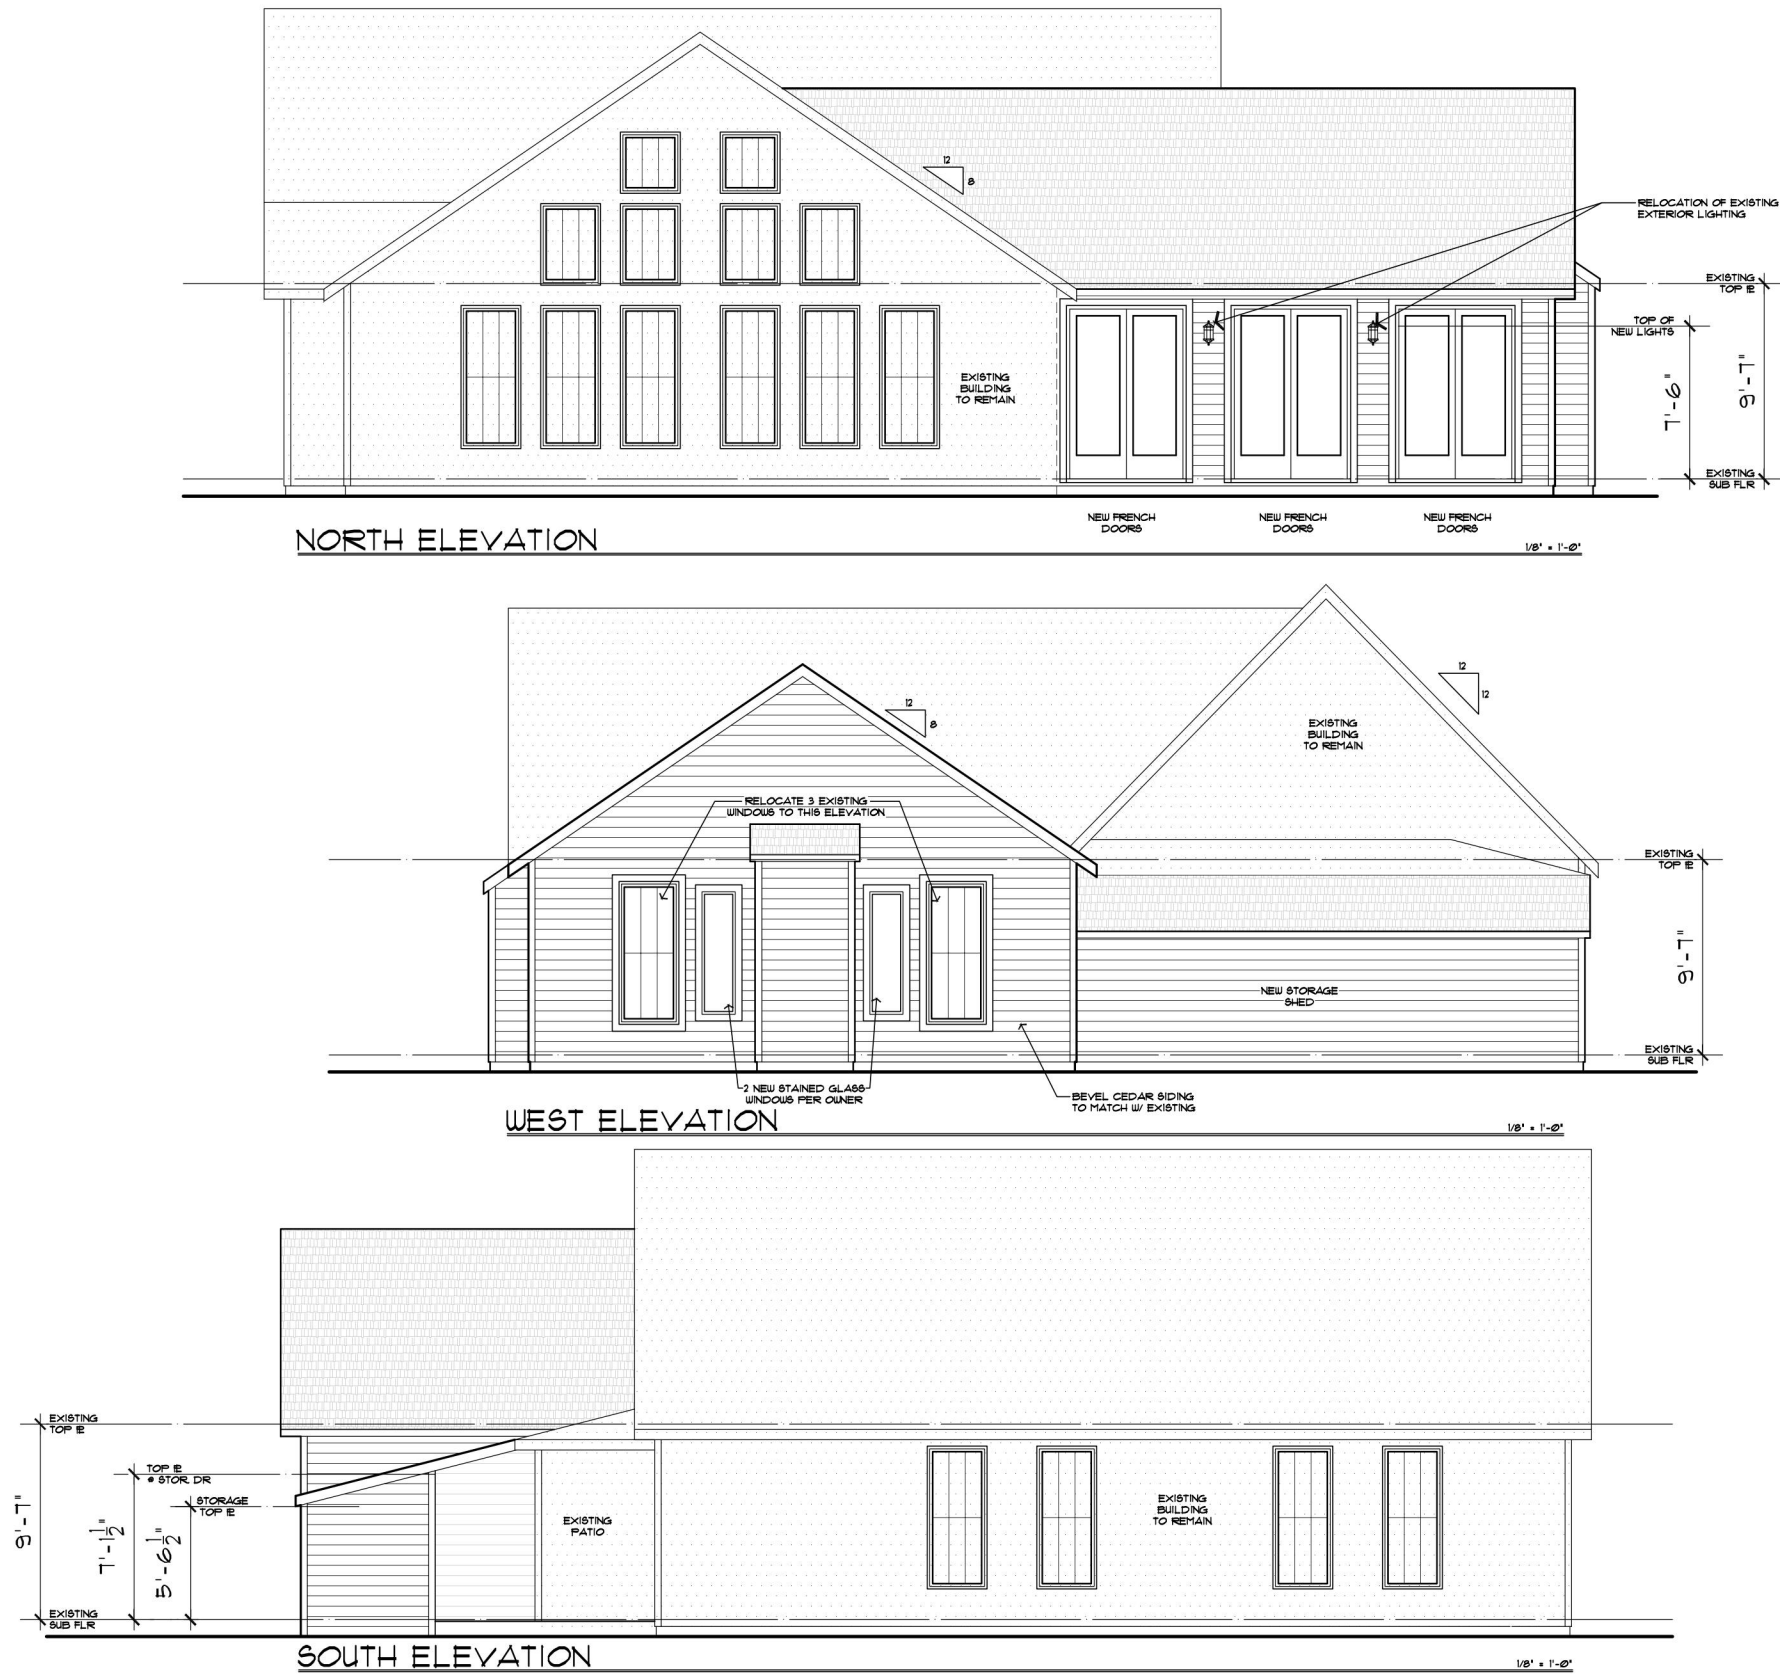 12
8
RELOCATION OF EXISTING
EXTERIOR LIGHTING
EXISTING
TOP PL
TOP OF
NEW LIGHTS
7'-6"
9'-7"
EXISTING
BUILDING
TO REMAIN
EXISTING
SUB FLR
NEW FRENCH
DOORS
NEW FRENCH
DOORS
NEW FRENCH
DOORS
NORTH ELEVATION
1/8" = 1'-0"
12
12
12
8
EXISTING
BUILDING
TO REMAIN
RELOCATE 3 EXISTING
WINDOWS TO THIS ELEVATION
EXISTING
TOP PL
9'-7"
NEW STORAGE
SHED
EXISTING
SUB FLR
2 NEW STAINED GLASS
WINDOWS PER OWNER
BEVEL CEDAR SIDING
TO MATCH W/ EXISTING
WEST ELEVATION
1/8" = 1'-0"
EXISTING
TOP PL
TOP PL
@ STOR. DR
STORAGE
TOP PL
9'-7"
7'-1 1/2"
5'-6 1/2"
EXISTING
PATIO
EXISTING
BUILDING
TO REMAIN
EXISTING
SUB FLR
SOUTH ELEVATION
1/8" = 1'-0"